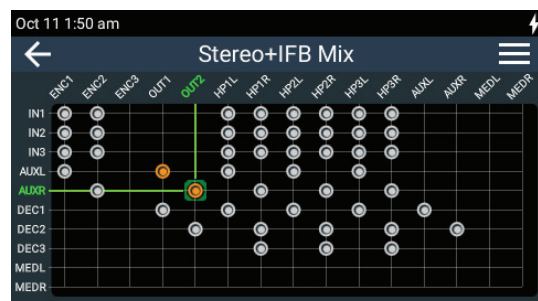 Oct 11 1:50 am
Stereo+IFB Mix
ENC1 ENC2 ENC3 OUT1 OUT2 HP1L HP1R HP2L HP2R HP3L HP3R AUXL AUXR MEDL MEDR
IN1
IN2
IN3
AUXL
AUXR
DEC1
DEC2
DEC3
MEDL
MEDR